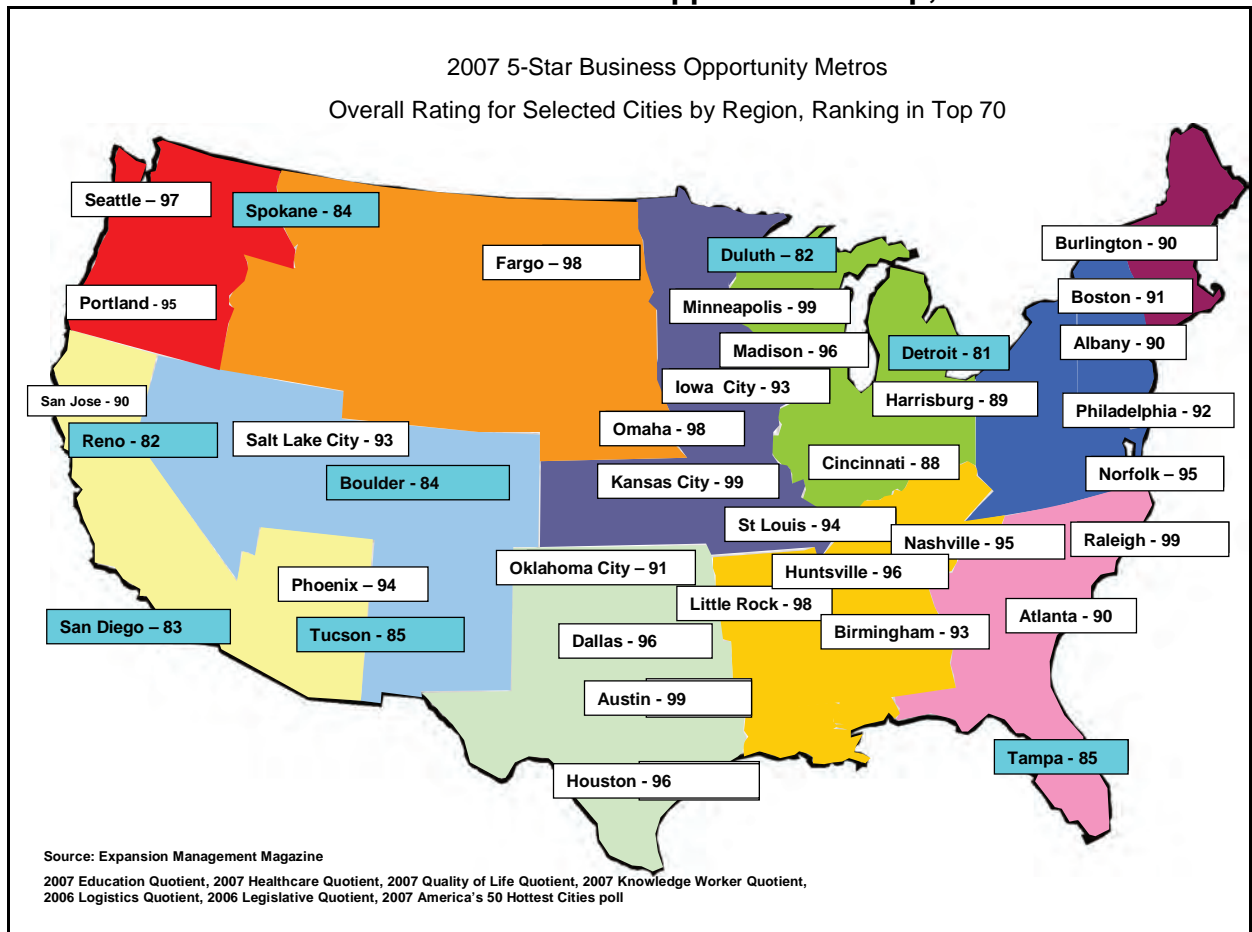 2007 5-Star Business Opportunity Metros
Overall Rating for Selected Cities by Region, Ranking in Top 70
Seattle – 97
Spokane - 84
Burlington - 90
Duluth – 82
Fargo – 98
Boston - 91
Portland - 95
Minneapolis - 99
Albany - 90
Madison - 96
Detroit - 81
Iowa City - 93
Harrisburg - 89
San Jose - 90
Philadelphia - 92
Omaha - 98
Reno - 82
Salt Lake City - 93
Cincinnati - 88
Norfolk – 95
Boulder - 84
Kansas City - 99
St Louis - 94
Nashville - 95
Raleigh - 99
Oklahoma City - 91
Huntsville - 96
Phoenix – 94
Little Rock - 98
Atlanta - 90
San Diego – 83
Tucson - 85
Dallas - 96
Birmingham - 93
Austin - 99
Tampa - 85
Houston - 96
Source: Expansion Management Magazine
2007 Education Quotient, 2007 Healthcare Quotient, 2007 Quality of Life Quotient, 2007 Knowledge Worker Quotient,
2006 Logistics Quotient, 2006 Legislative Quotient, 2007 America's 50 Hottest Cities poll